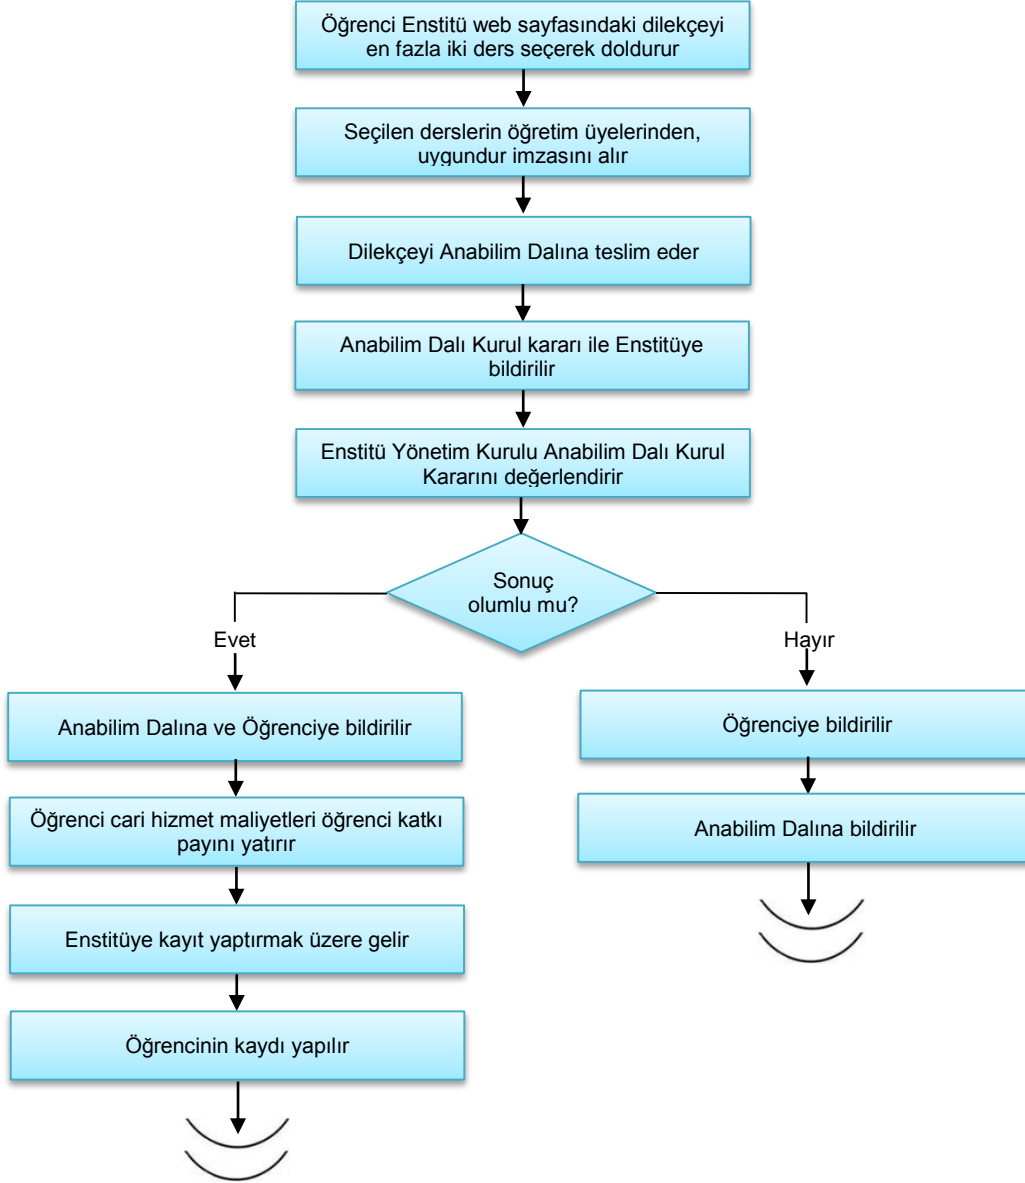 Öğrenci Enstitü web sayfasındaki dilekçeyi
en fazla iki ders seçerek doldurur
Seçilen derslerin öğretim üyelerinden,
uygundur imzasını alır
Dilekçeyi Anabilim Dalına teslim eder
Anabilim Dalı Kurul kararı ile Enstitüye
bildirilir
Enstitü Yönetim Kurulu Anabilim Dalı Kurul
Kararını değerlendirir
Sonuç
olumlu mu?
Evet
Hayır
Anabilim Dalına ve Öğrenciye bildirilir
Öğrenci cari hizmet maliyetleri öğrenci katkı
payını yatırır
Enstitüye kayıt yaptırmak üzere gelir
Öğrencinin kaydı yapılır
Öğrenciye bildirilir
Anabilim Dalına bildirilir